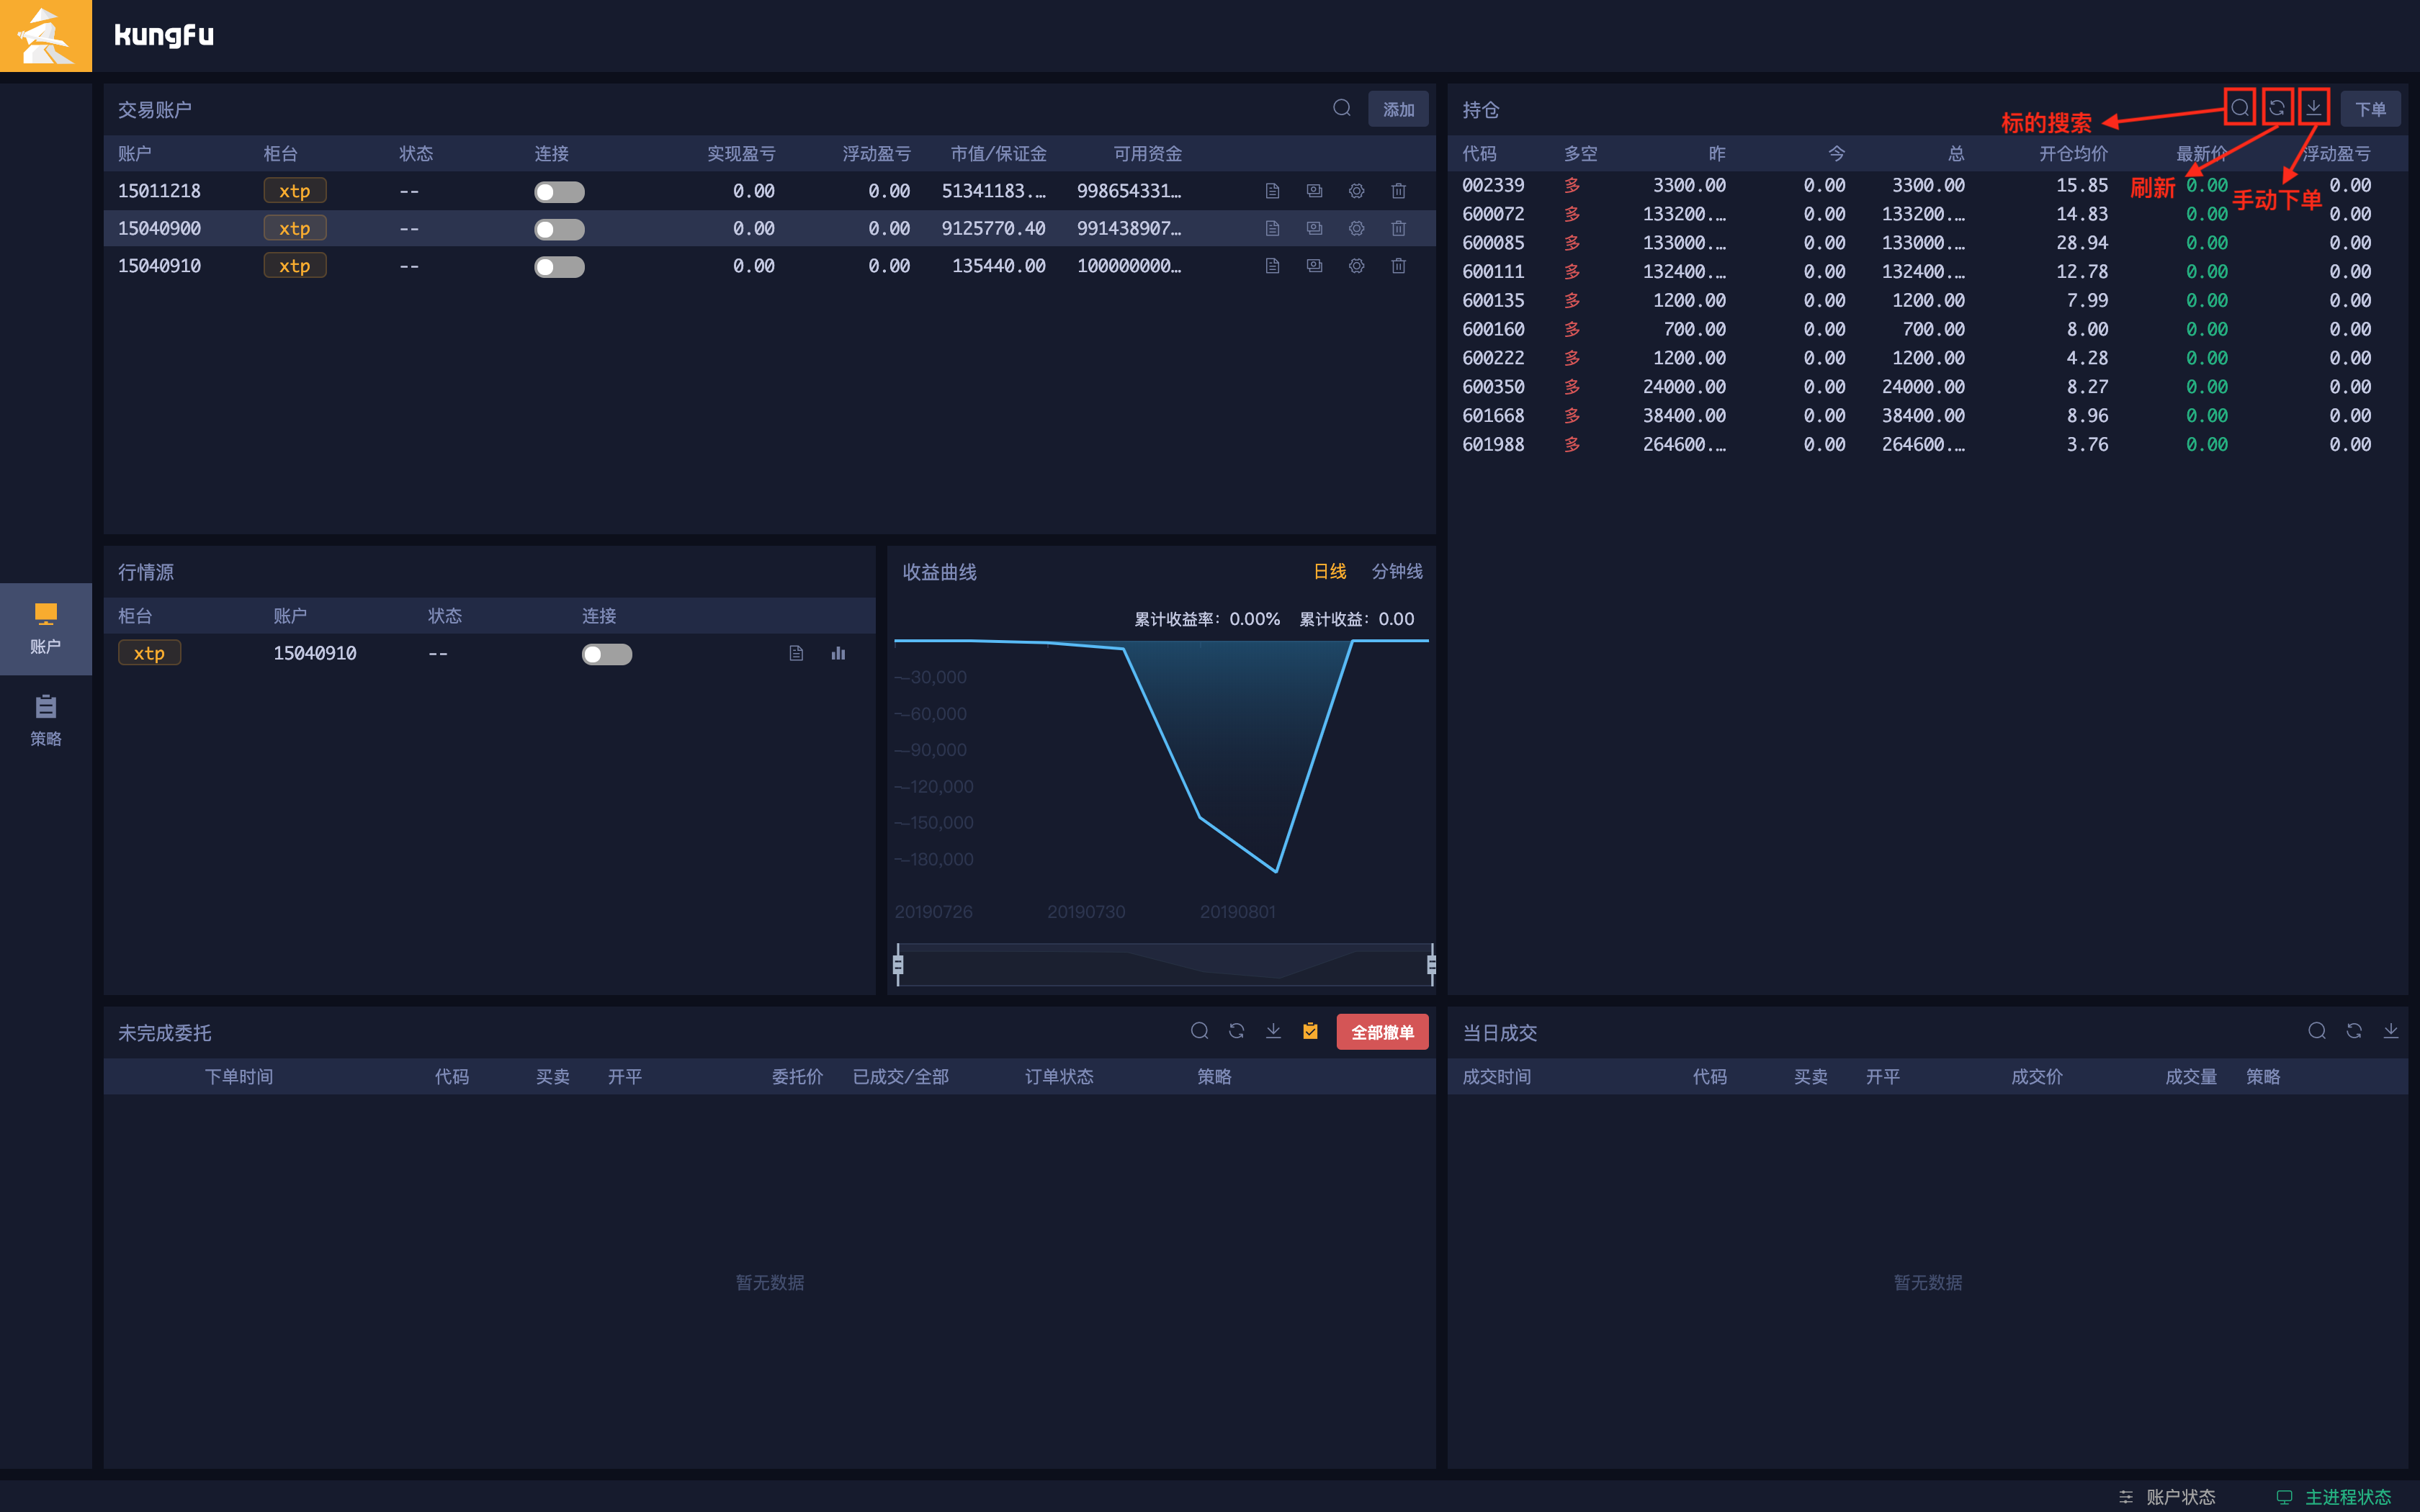 kungfu
交易账户
添加
账户 柜台 状态 连接 实现盈亏 浮动盈亏 市值/保证金 可用资金
15011218 xtp -- 0.00 0.00 51341183.... 998654331...
15040900 xtp -- 0.00 0.00 9125770.40 991438907...
15040910 xtp -- 0.00 0.00 135440.00 100000000...
持仓
下单
标的搜索
刷新
手动下单
代码 多空 昨 今 总 开仓均价 最新价 浮动盈亏
002339 多 3300.00 0.00 3300.00 15.85 0.00 0.00
600072 多 133200.... 0.00 133200.... 14.83 0.00 0.00
600085 多 133000.... 0.00 133000.... 28.94 0.00 0.00
600111 多 132400.... 0.00 132400.... 12.78 0.00 0.00
600135 多 1200.00 0.00 1200.00 7.99 0.00 0.00
600160 多 700.00 0.00 700.00 8.00 0.00 0.00
600222 多 1200.00 0.00 1200.00 4.28 0.00 0.00
600350 多 24000.00 0.00 24000.00 8.27 0.00 0.00
601668 多 38400.00 0.00 38400.00 8.96 0.00 0.00
601988 多 264600.... 0.00 264600.... 3.76 0.00 0.00
账户
策略
行情源
柜台 账户 状态 连接
xtp 15040910 --
收益曲线
日线 分钟线
累计收益率: 0.00% 累计收益: 0.00
-30,000
-60,000
-90,000
-120,000
-150,000
-180,000
20190726 20190730 20190801
未完成委托
全部撤单
下单时间 代码 买卖 开平 委托价 已成交/全部 订单状态 策略
暂无数据
当日成交
成交时间 代码 买卖 开平 成交价 成交量 策略
暂无数据
账户状态 主进程状态